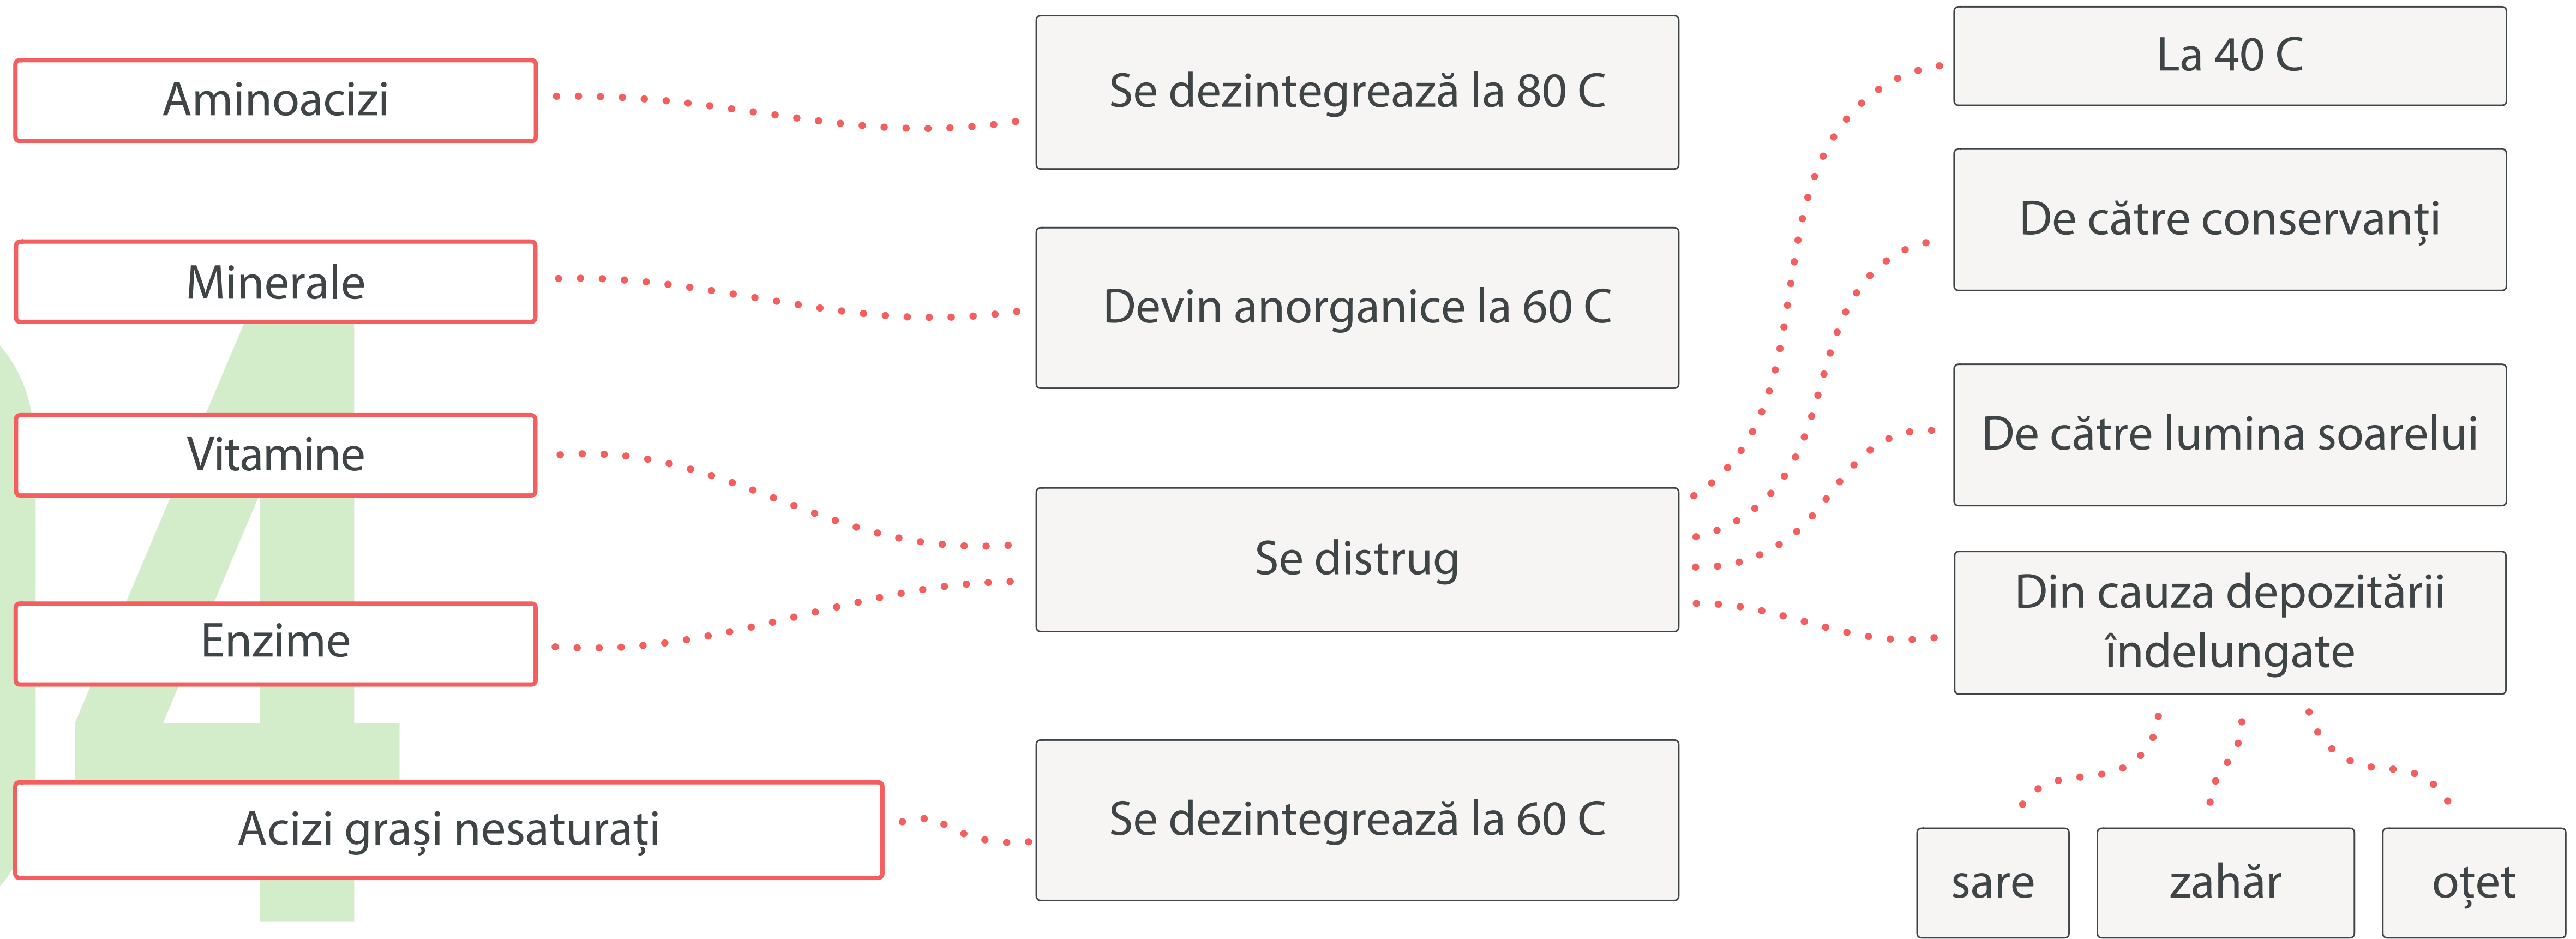 Aminoacizi
Se dezintegrează la 80 C
La 40 C
De către conservanți
Minerale
Devin anorganice la 60 C
Vitamine
De către lumina soarelui
Se distrug
Enzime
Din cauza depozitării
îndelungate
Acizi grași nesaturați
Se dezintegrează la 60 C
sare
zahăr
oțet
04